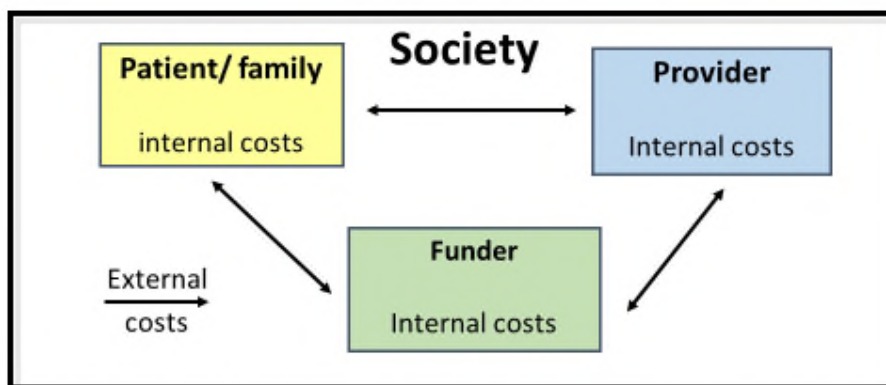 Society
Patient/ family
internal costs
Provider
Internal costs
Funder
Internal costs
External
costs